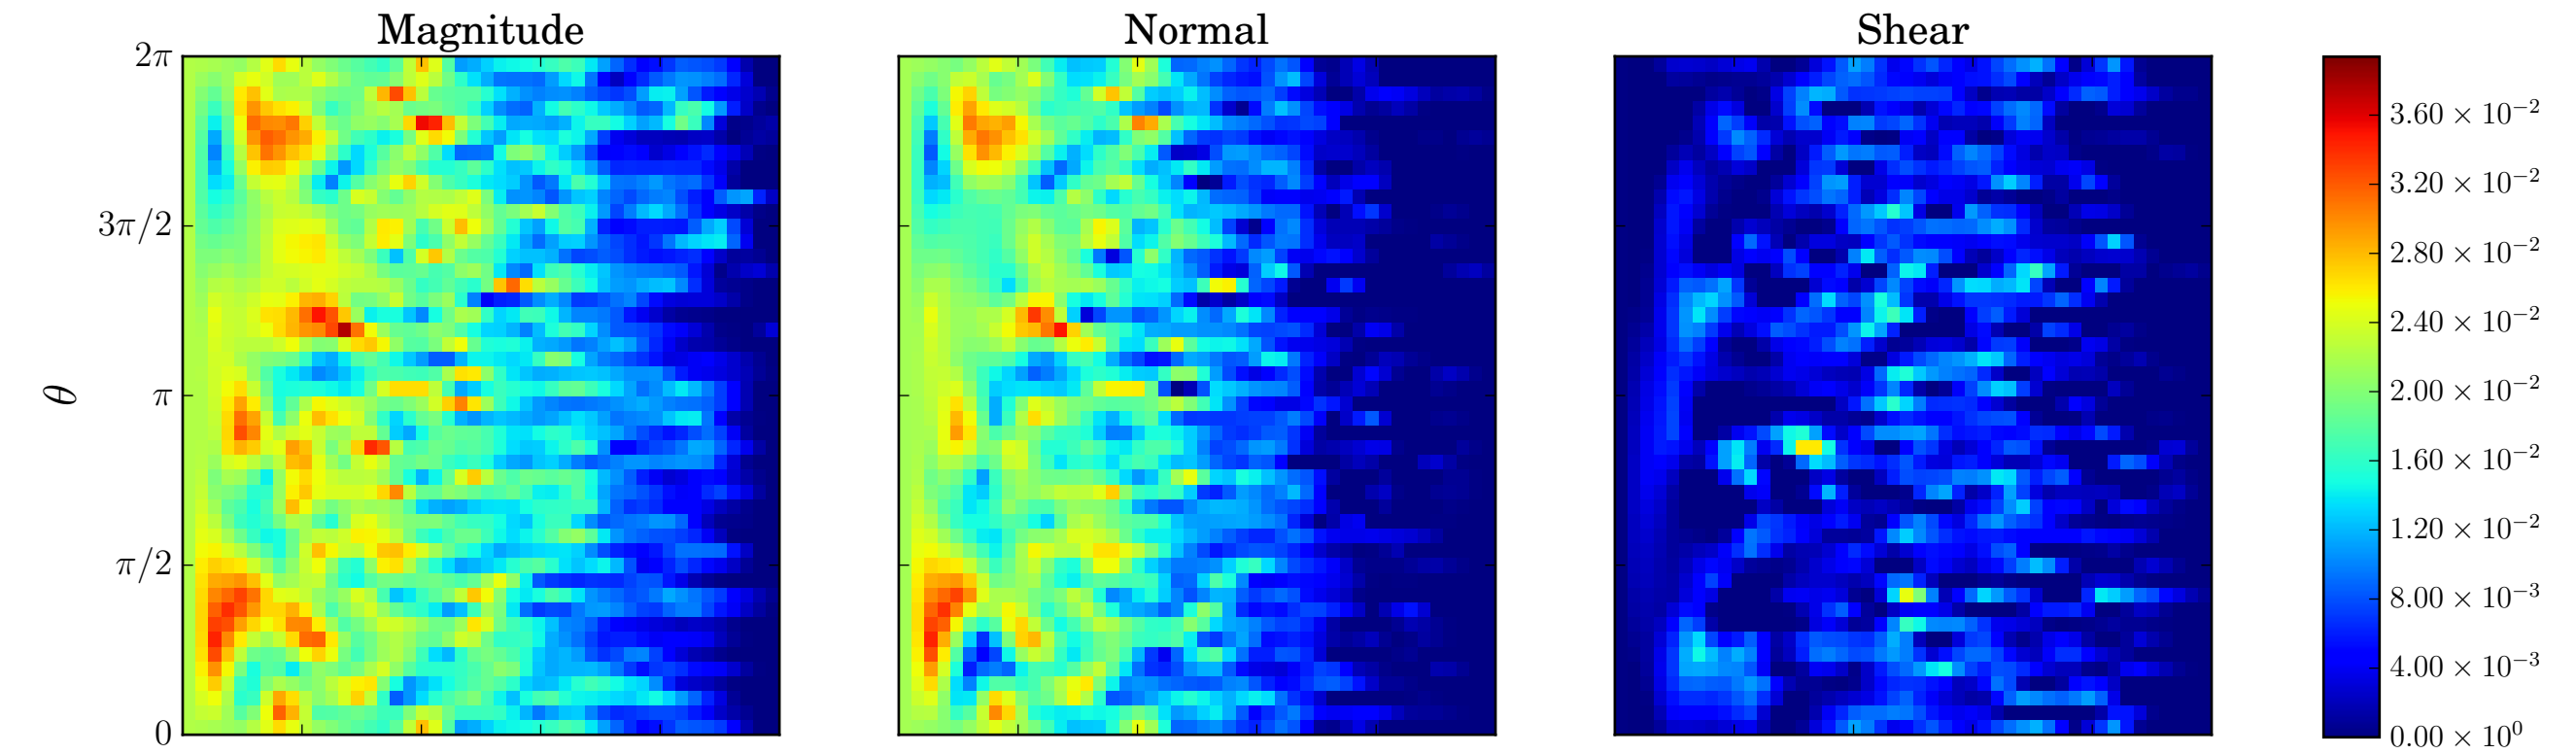 Magnitude
Normal
Shear
θ
2π
3π/2
π
π/2
0
3.60 × 10⁻²
3.20 × 10⁻²
2.80 × 10⁻²
2.40 × 10⁻²
2.00 × 10⁻²
1.60 × 10⁻²
1.20 × 10⁻²
8.00 × 10⁻³
4.00 × 10⁻³
0.00 × 10⁰